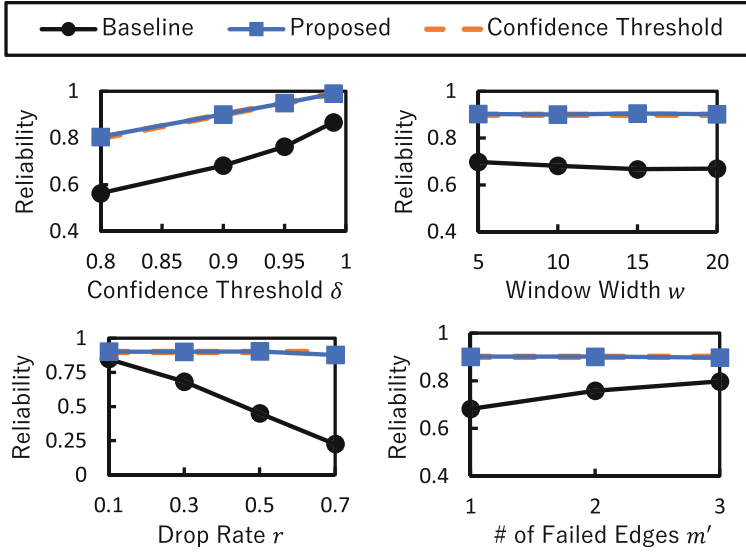 Baseline Proposed Confidence Threshold
Reliability
1
0.8
0.6
0.4
0.8 0.85 0.9 0.95 1
Confidence Threshold δ
Reliability
1
0.8
0.6
0.4
5 10 15 20
Window Width w
Reliability
1
0.75
0.5
0.25
0
0.1 0.3 0.5 0.7
Drop Rate r
Reliability
1
0.8
0.6
0.4
1 2 3
# of Failed Edges m′